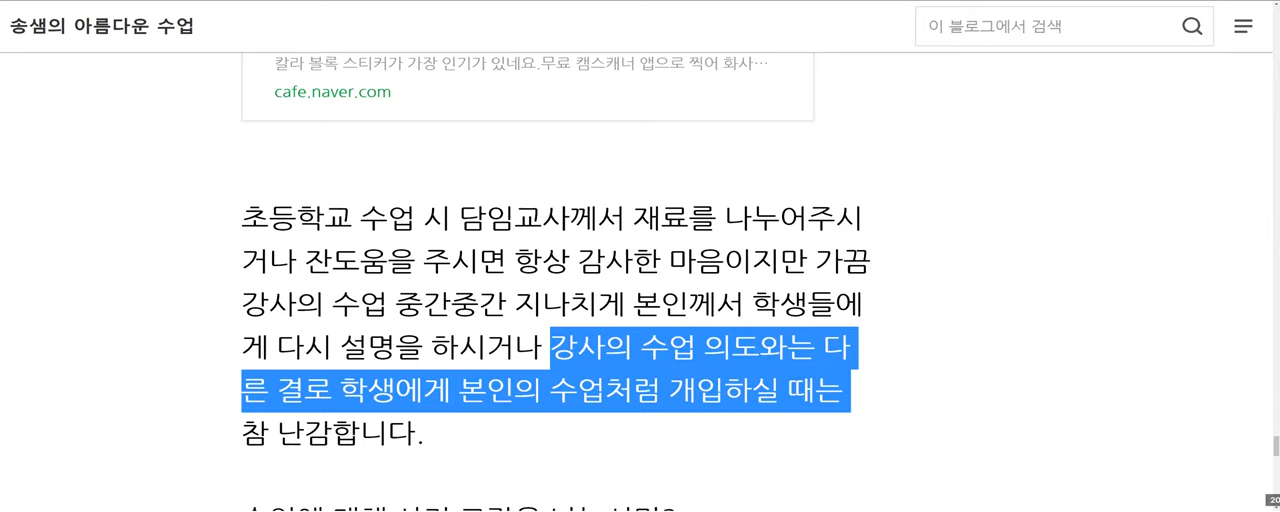 송샘의 아름다운 수업
이 블로그에서 검색
칼라 볼록 스티커가 가장 인기가 있네요.무료 캠스캐너 앱으로 찍어 화사…
cafe.naver.com
초등학교 수업 시 담임교사께서 재료를 나누어주시
거나 잔도움을 주시면 항상 감사한 마음이지만 가끔
강사의 수업 중간중간 지나치게 본인께서 학생들에
게 다시 설명을 하시거나 강사의 수업 의도와는 다
른 결로 학생에게 본인의 수업처럼 개입하실 때는
참 난감합니다.
20